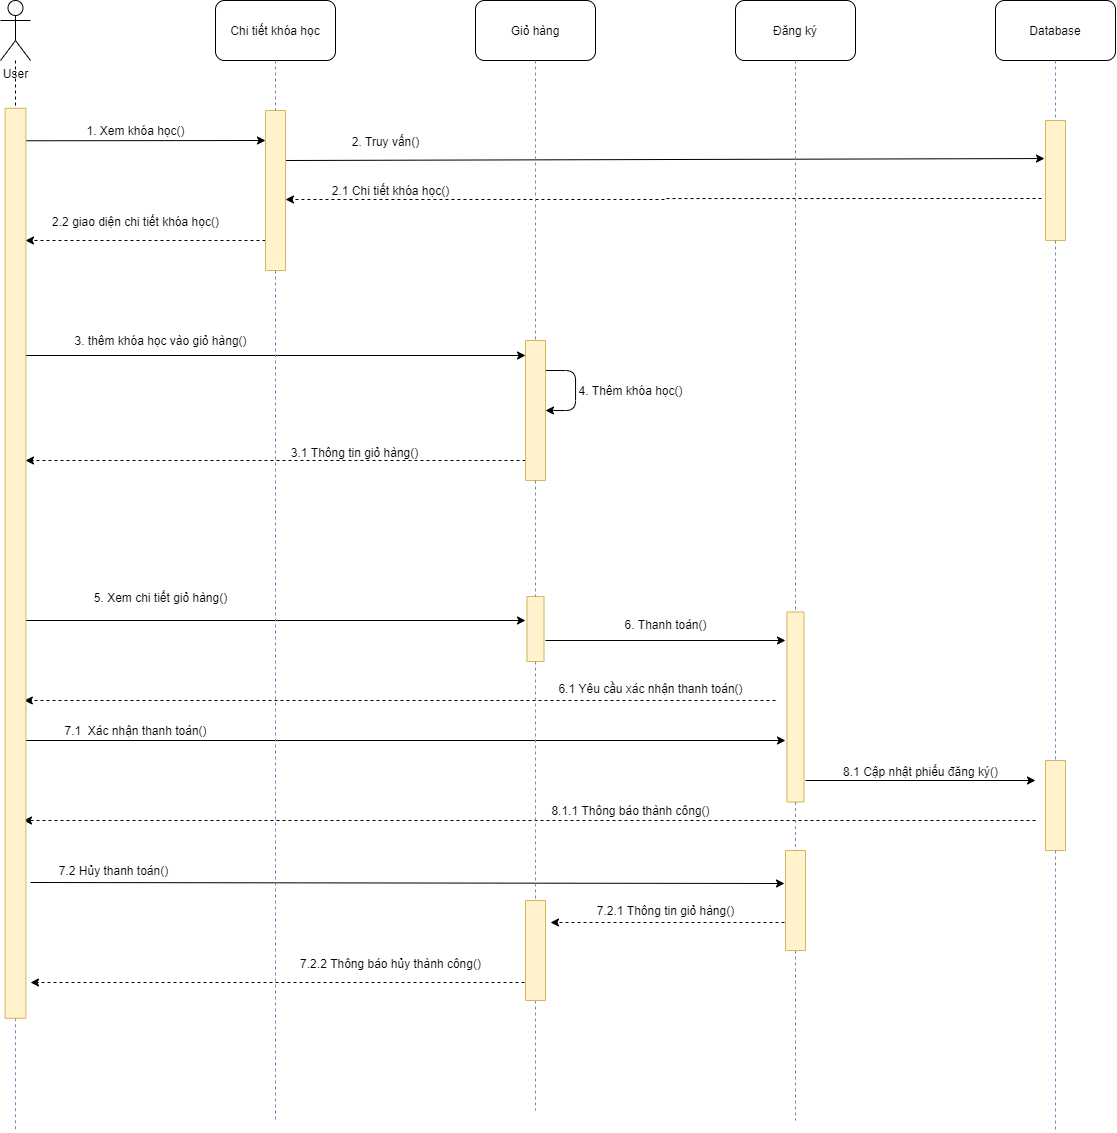 Chi tiết khóa học
Giỏ hàng
Đăng ký
Database
User
1. Xem khóa học()
2. Truy vấn()
2.1 Chi tiết khóa học()
2.2 giao diện chi tiết khóa học()
3. thêm khóa học vào giỏ hàng()
4. Thêm khóa học()
3.1 Thông tin giỏ hàng()
5. Xem chi tiết giỏ hàng()
6. Thanh toán()
6.1 Yêu cầu xác nhận thanh toán()
7.1 Xác nhận thanh toán()
8.1 Cập nhật phiếu đăng ký()
8.1.1 Thông báo thành công()
7.2 Hủy thanh toán()
7.2.1 Thông tin giỏ hàng()
7.2.2 Thông báo hủy thành công()